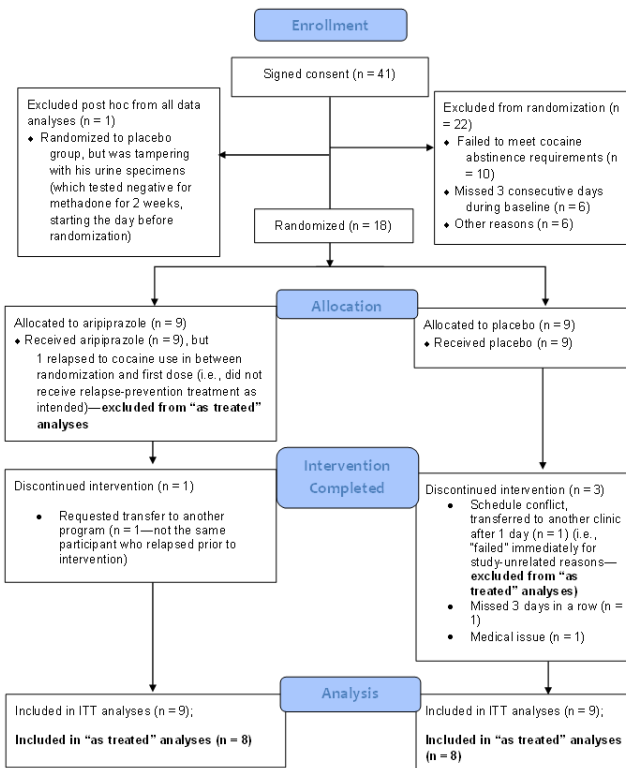 Enrollment
Signed consent (n = 41)
Excluded post hoc from all data
analyses (n = 1)
◆ Randomized to placebo
group, but was tampering
with his urine specimens
(which tested negative for
methadone for 2 weeks,
starting the day before
randomization)
Excluded from randomization (n
= 22)
◆ Failed to meet cocaine
abstinence requirements (n
= 10)
◆ Missed 3 consecutive days
during baseline (n = 6)
◆ Other reasons (n = 6)
Randomized (n = 18)
Allocation
Allocated to aripiprazole (n = 9)
◆ Received aripiprazole (n = 9), but
1 relapsed to cocaine use in between
randomization and first dose (i.e., did not
receive relapse-prevention treatment as
intended)—excluded from “as treated”
analyses
Allocated to placebo (n = 9)
◆ Received placebo (n = 9)
Intervention
Completed
Discontinued intervention (n = 1)
• Requested transfer to another
program (n = 1—not the same
participant who relapsed prior to
intervention)
Discontinued intervention (n = 3)
• Schedule conflict,
transferred to another clinic
after 1 day (n = 1) (i.e.,
"failed" immediately for
study-unrelated reasons—
excluded from “as
treated” analyses)
• Missed 3 days in a row (n =
1)
• Medical issue (n = 1)
Analysis
Included in ITT analyses (n = 9);
Included in “as treated” analyses (n = 8)
Included in ITT analyses (n = 9);
Included in “as treated” analyses
(n = 8)